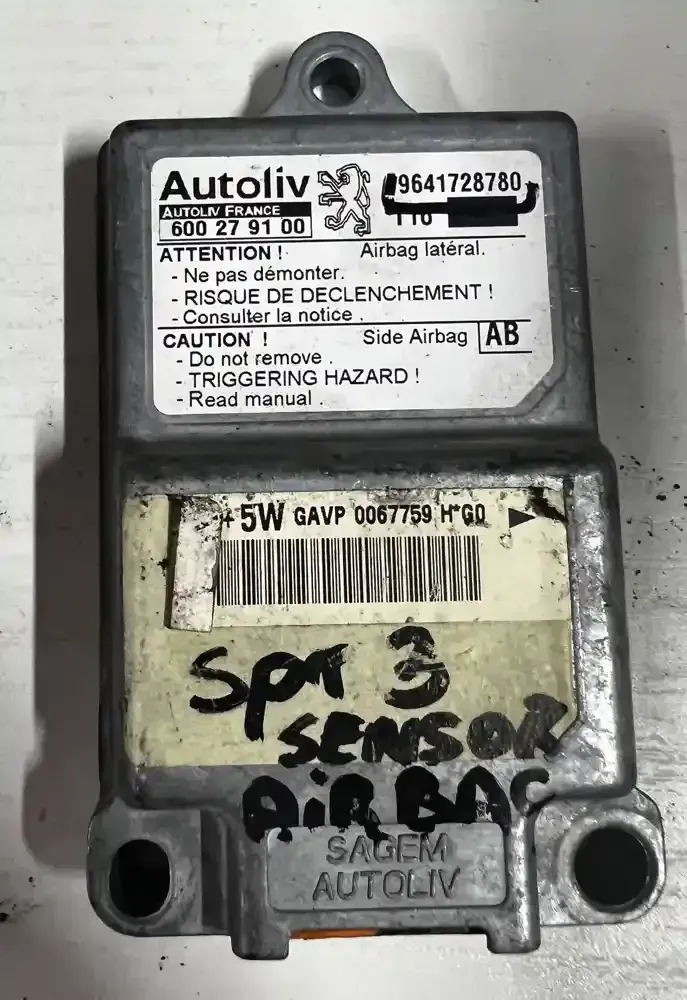 Autoliv
9641728780
AUTOLIV FRANCE
600 27 91 00
ATTENTION ! Airbag latéral.
- Ne pas démonter.
- RISQUE DE DECLENCHEMENT !
- Consulter la notice .
CAUTION ! Side Airbag AB
- Do not remove .
- TRIGGERING HAZARD !
- Read manual .
+ 5W GAVP 0067759 H*G0
Spr 3
SENSOR
AiR BAG
SAGEM
AUTOLIV